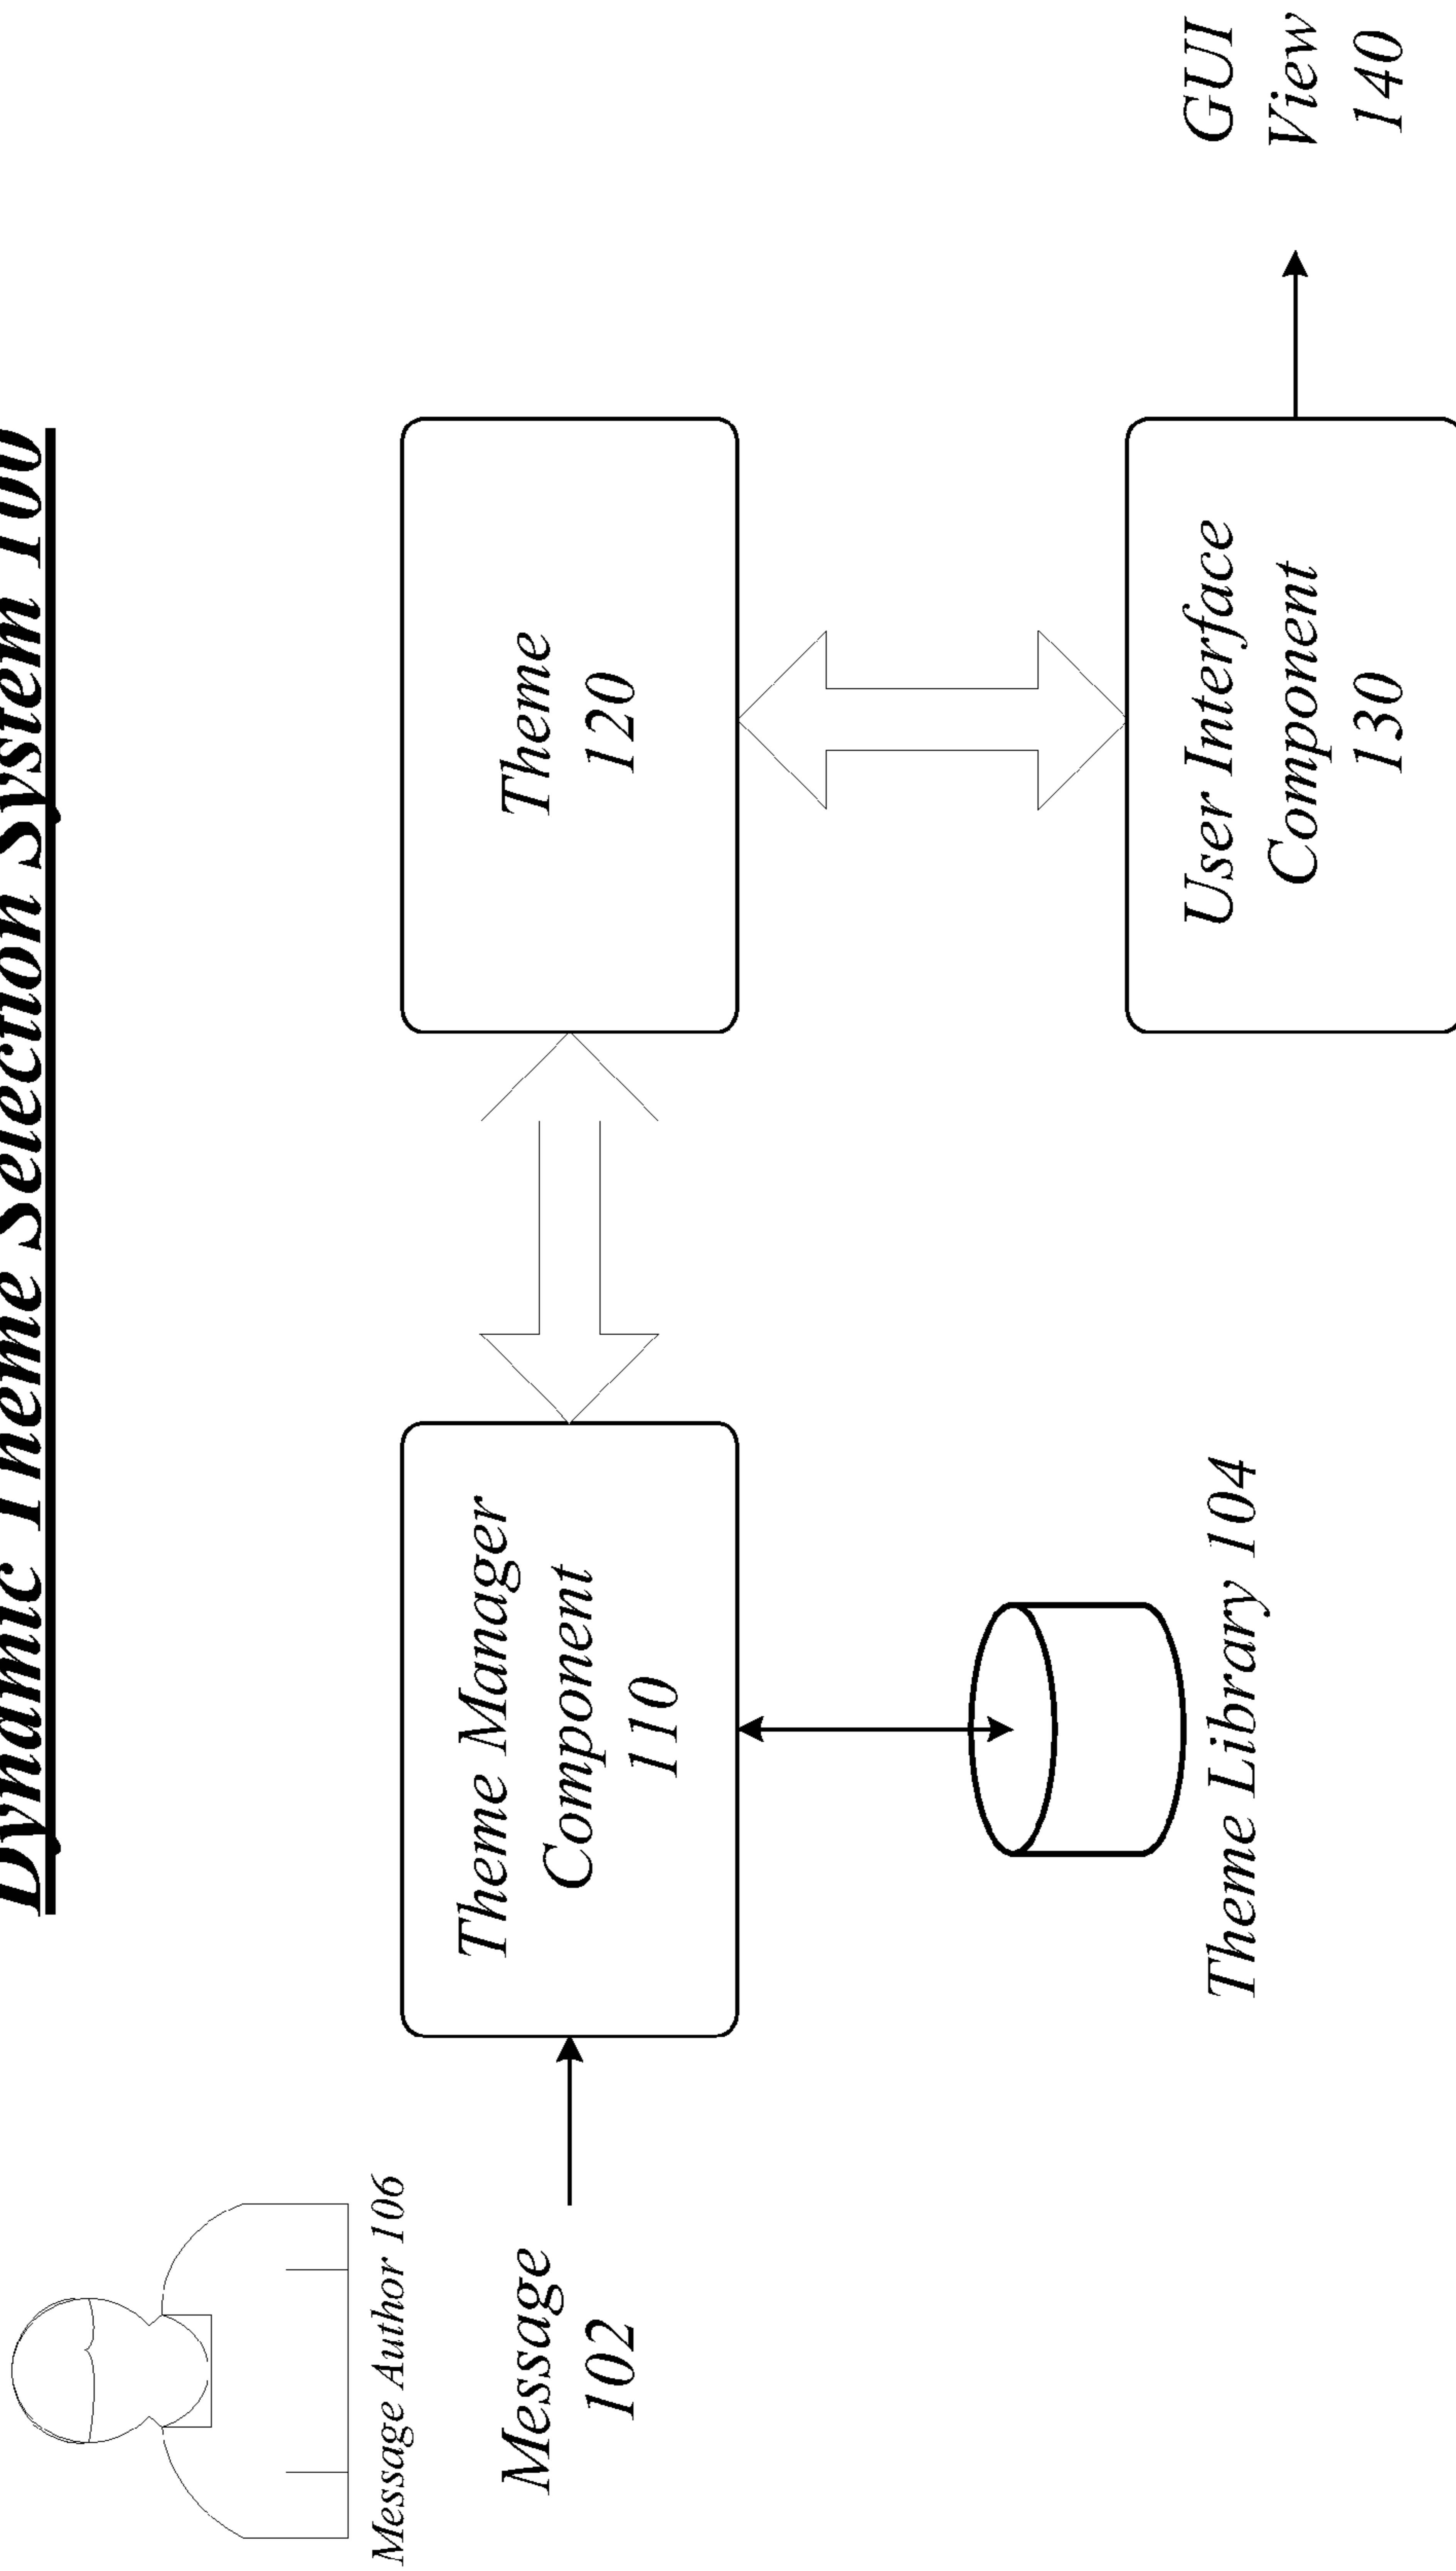 Dynamic Theme Selection System 100
Message Author 106
Message
102
Theme Manager
Component
110
Theme
120
Theme Library 104
User Interface
Component
130
GUI
View
140